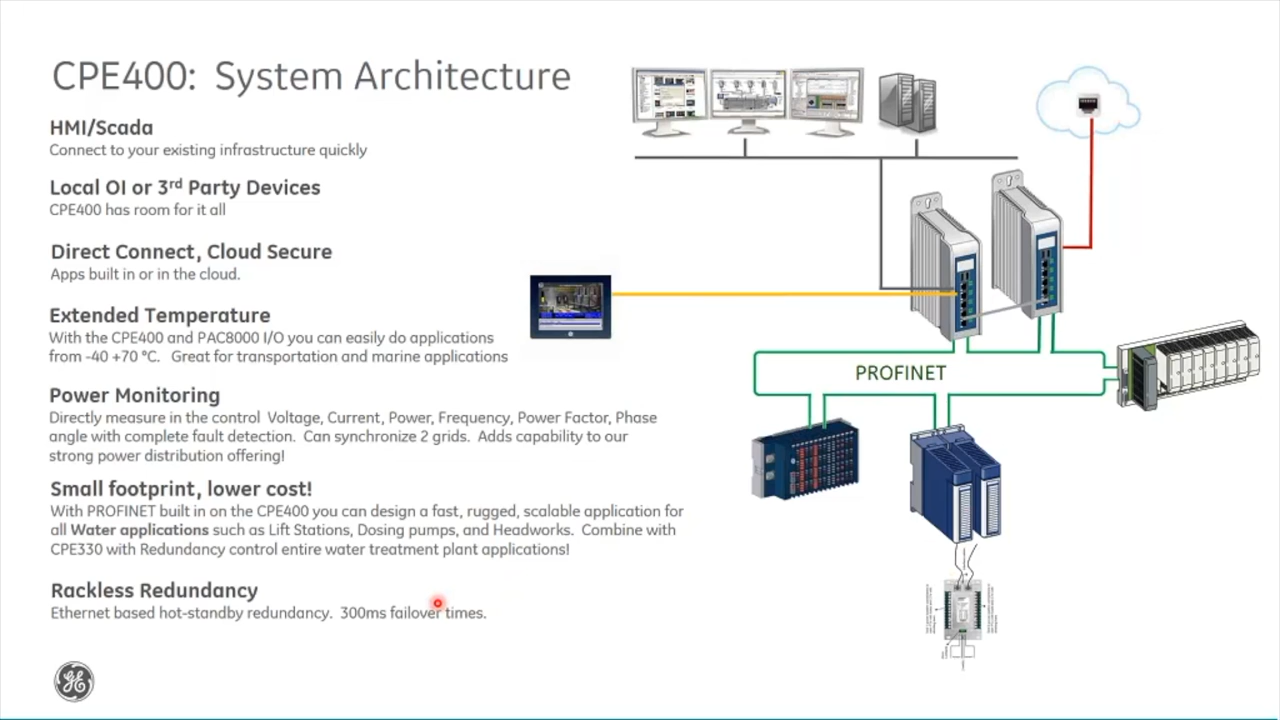 CPE400: System Architecture
HMI/Scada
Connect to your existing infrastructure quickly
Local OI or 3rd Party Devices
CPE400 has room for it all
Direct Connect, Cloud Secure
Apps built in or in the cloud.
Extended Temperature
With the CPE400 and PAC8000 I/O you can easily do applications
from -40 +70 °C. Great for transportation and marine applications
Power Monitoring
Directly measure in the control Voltage, Current, Power, Frequency, Power Factor, Phase
angle with complete fault detection. Can synchronize 2 grids. Adds capability to our
strong power distribution offering!
Small footprint, lower cost!
With PROFINET built in on the CPE400 you can design a fast, rugged, scalable application for
all Water applications such as Lift Stations, Dosing pumps, and Headworks. Combine with
CPE330 with Redundancy control entire water treatment plant applications!
Rackless Redundancy
Ethernet based hot-standby redundancy. 300ms failover times.
PROFINET
GE